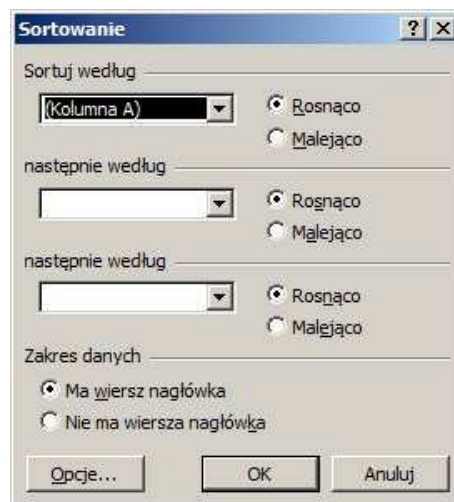 Sortowanie
Sortuj według
(Kolumna A)
Rosnąco
Malejąco
następnie według
Rosnąco
Malejąco
następnie według
Rosnąco
Malejąco
Zakres danych
Ma wiersz nagłówka
Nie ma wiersza nagłówka
Opcje... OK Anuluj